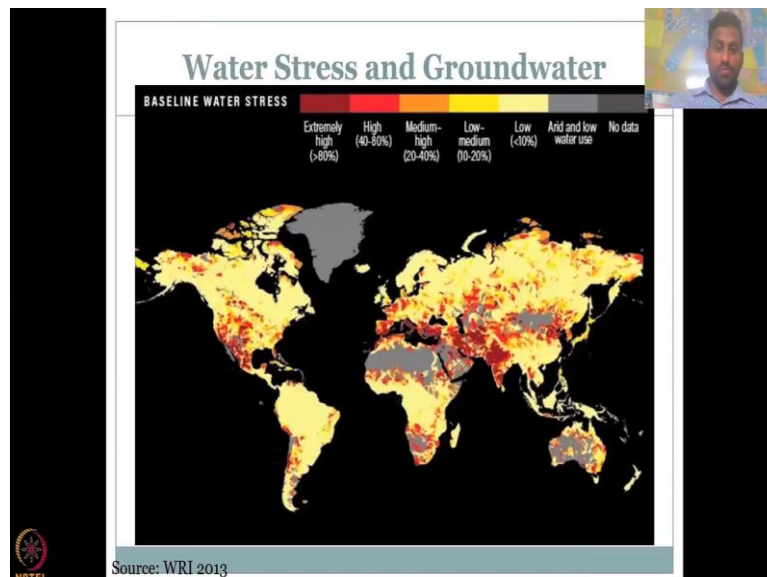 Water Stress and Groundwater
BASELINE WATER STRESS
Extremely high (>80%)
High (40-80%)
Medium-high (20-40%)
Low-medium (10-20%)
Low (<10%)
Arid and low water use
No data
Source: WRI 2013
NPTEL